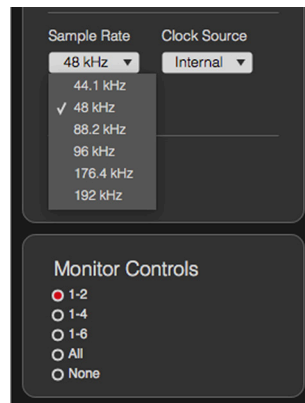 Sample Rate Clock Source
48 kHz Internal
44.1 kHz
✓ 48 kHz
88.2 kHz
96 kHz
176.4 kHz
192 kHz
Monitor Controls
1-2
1-4
1-6
All
None